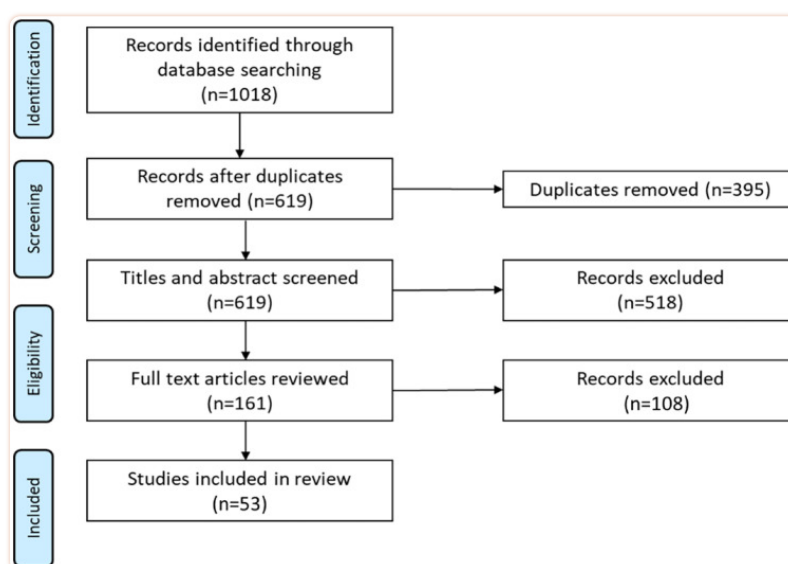 Identification
Records identified through
database searching
(n=1018)
Screening
Records after duplicates
removed (n=619)
Duplicates removed (n=395)
Titles and abstract screened
(n=619)
Records excluded
(n=518)
Eligibility
Full text articles reviewed
(n=161)
Records excluded
(n=108)
Included
Studies included in review
(n=53)